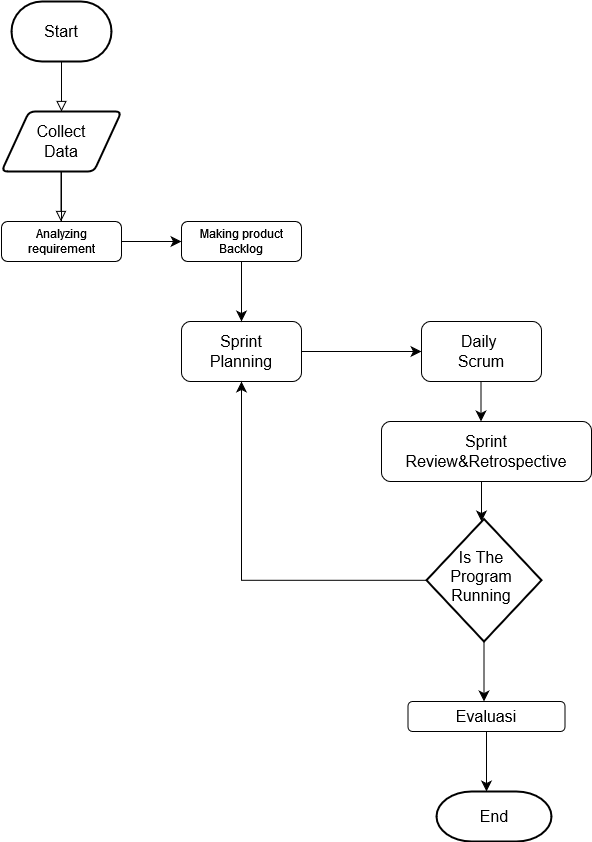 Start
Collect
Data
Analyzing
requirement
Making product
Backlog
Sprint
Planning
Daily
Scrum
Sprint
Review&Retrospective
Is The
Program
Running
Evaluasi
End